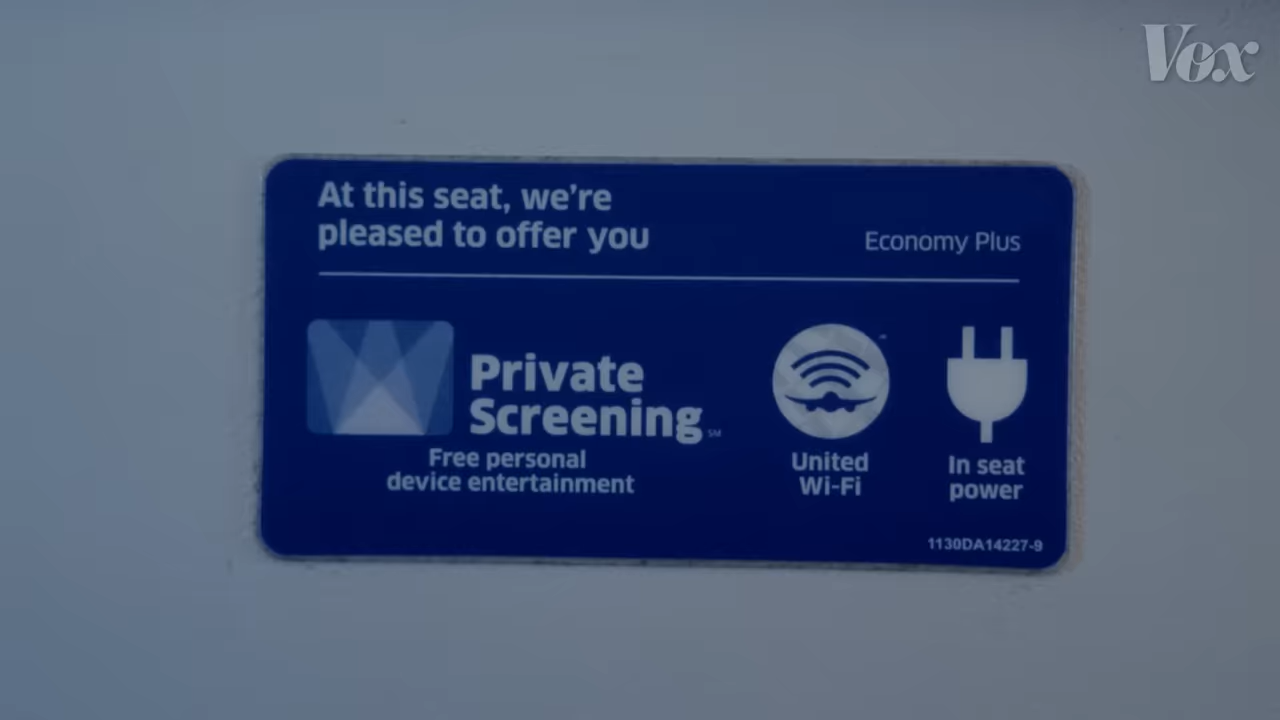 Vox
At this seat, we're
pleased to offer you
Economy Plus
Private
Screening SM
Free personal
device entertainment
United
Wi-Fi
In seat
power
1130DA14227-9